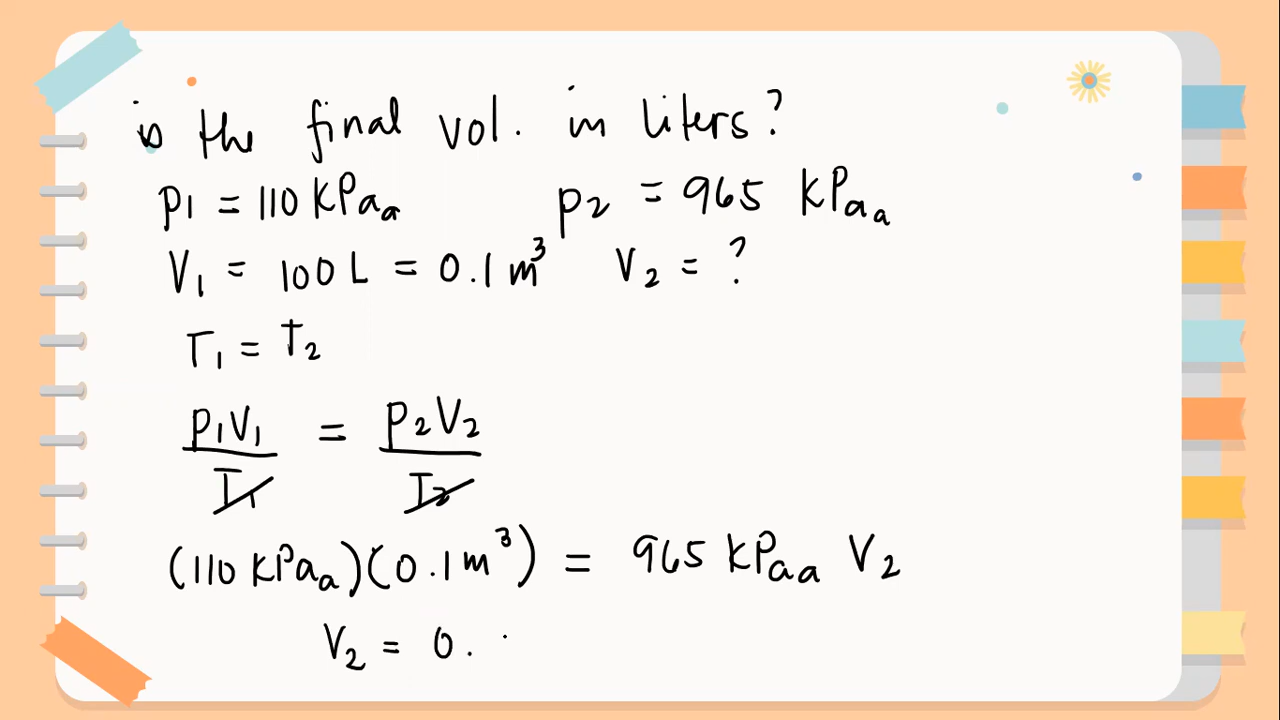 is the final vol. in liters?
P1 = 110 KPaa P2 = 965 KPaa
V1 = 100 L = 0.1 m³ V2 = ?
T1 = T2
P1V1 = P2V2
T1 T2
(110 KPaa)(0.1 m³) = 965 KPaa V2
V2 = 0.